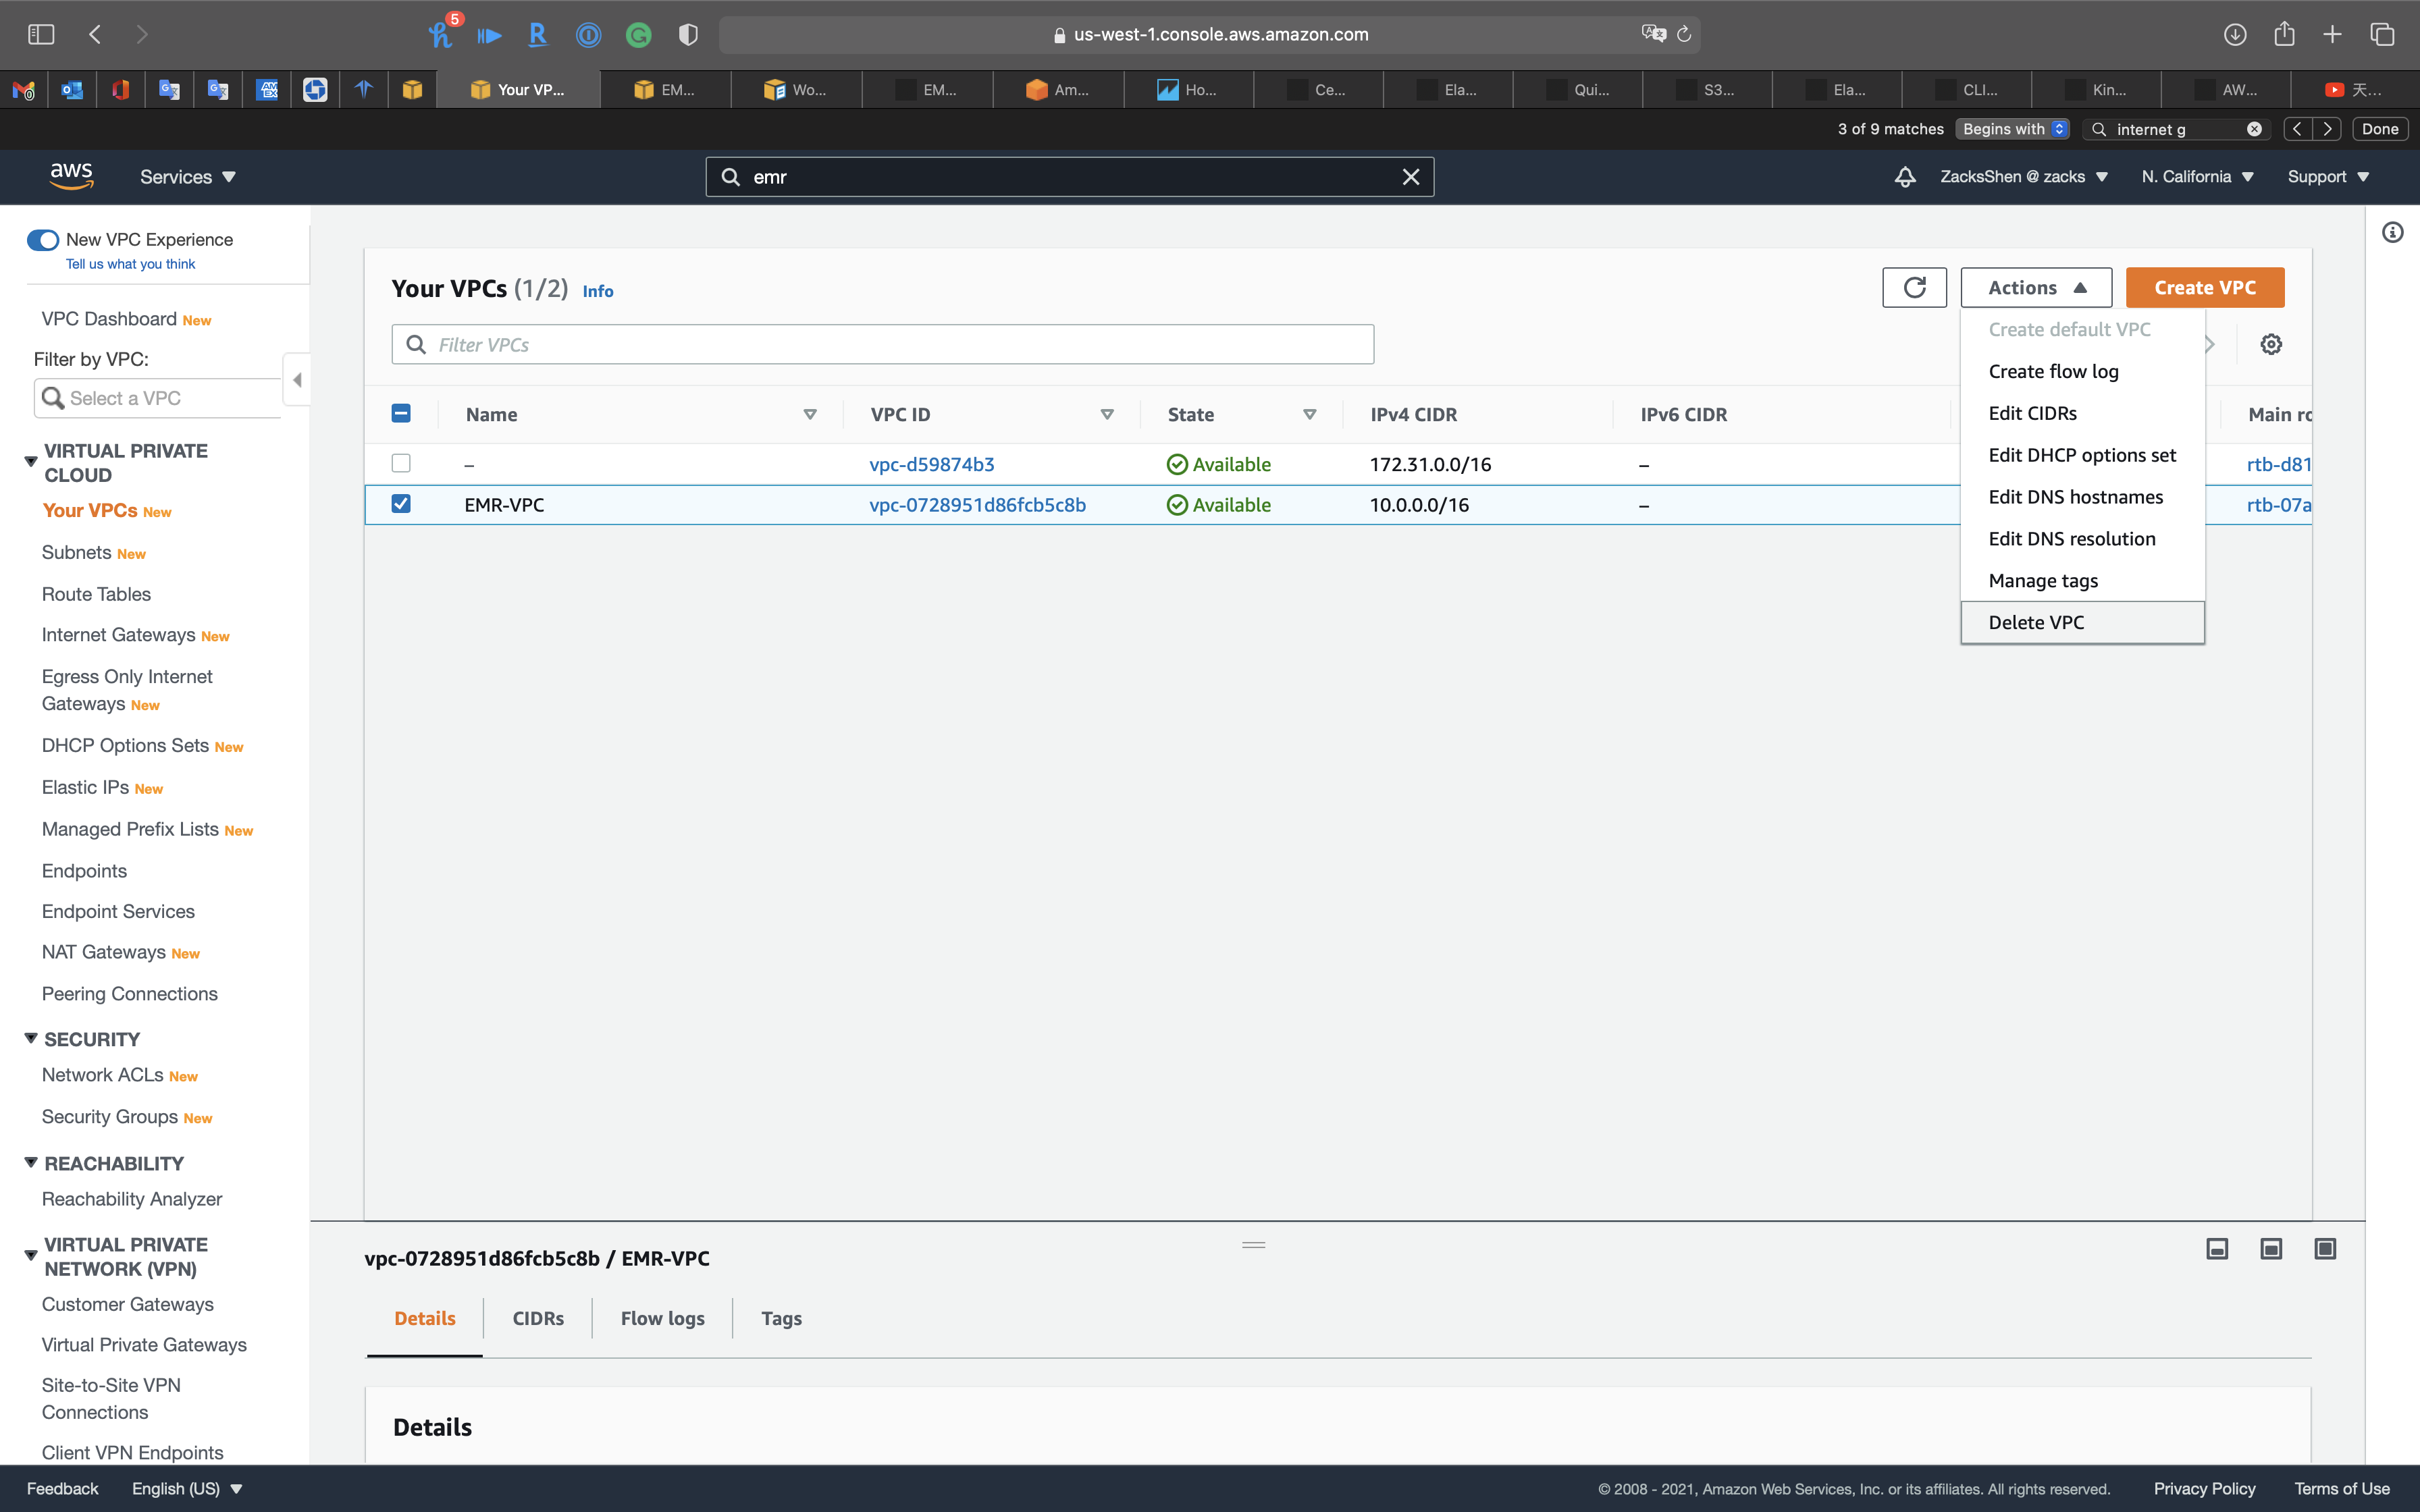 5
us-west-1.console.aws.amazon.com
Your VP...
EM...
Wo...
EM...
Am...
Ho...
Ce...
Ela...
Qui...
S3...
Ela...
CLI...
Kin...
AW...
天...
3 of 9 matches
Begins with
internet g
Done
aws
Services
emr
ZacksShen @ zacks
N. California
Support
New VPC Experience
Tell us what you think
VPC Dashboard New
Filter by VPC:
Select a VPC
VIRTUAL PRIVATE
CLOUD
Your VPCs New
Subnets New
Route Tables
Internet Gateways New
Egress Only Internet
Gateways New
DHCP Options Sets New
Elastic IPs New
Managed Prefix Lists New
Endpoints
Endpoint Services
NAT Gateways New
Peering Connections
SECURITY
Network ACLs New
Security Groups New
REACHABILITY
Reachability Analyzer
VIRTUAL PRIVATE
NETWORK (VPN)
Customer Gateways
Virtual Private Gateways
Site-to-Site VPN
Connections
Client VPN Endpoints
Your VPCs (1/2) Info
Actions
Create VPC
Filter VPCs
Create default VPC
Create flow log
Edit CIDRs
Edit DHCP options set
Edit DNS hostnames
Edit DNS resolution
Manage tags
Delete VPC
Name VPC ID State IPv4 CIDR IPv6 CIDR Main ro
– vpc-d59874b3 Available 172.31.0.0/16 – rtb-d81
EMR-VPC vpc-0728951d86fcb5c8b Available 10.0.0.0/16 – rtb-07a
vpc-0728951d86fcb5c8b / EMR-VPC
Details CIDRs Flow logs Tags
Details
Feedback English (US)
© 2008 - 2021, Amazon Web Services, Inc. or its affiliates. All rights reserved. Privacy Policy Terms of Use